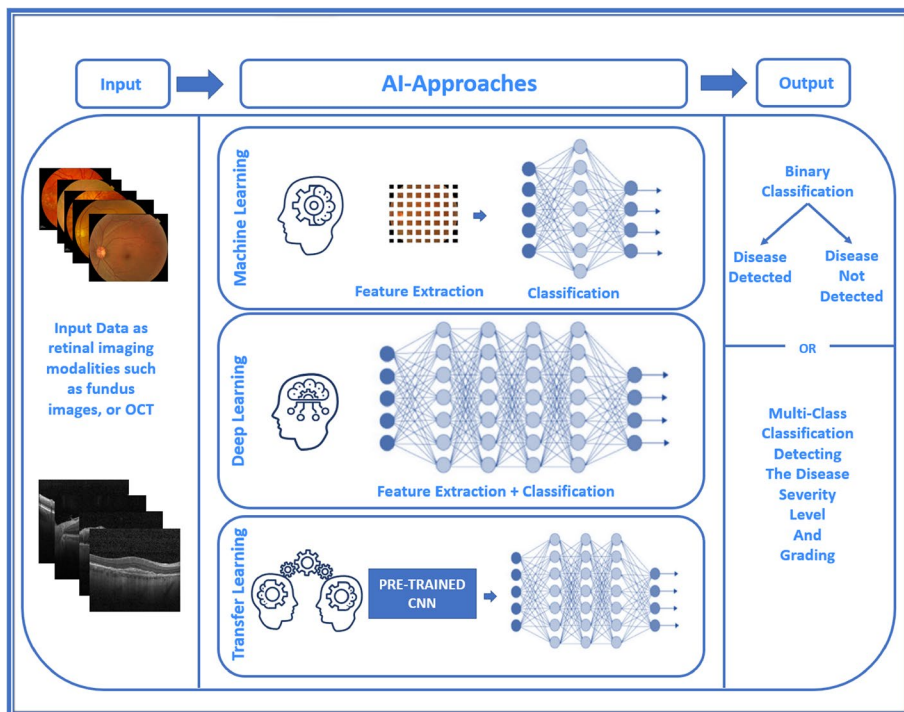 Input
AI-Approaches
Output
Input Data as
retinal imaging
modalities such
as fundus
images, or OCT
Machine Learning
Feature Extraction
Classification
Deep Learning
Feature Extraction + Classification
Transfer Learning
PRE-TRAINED
CNN
Binary
Classification
Disease
Detected
Disease
Not
Detected
OR
Multi-Class
Classification
Detecting
The Disease
Severity
Level
And
Grading